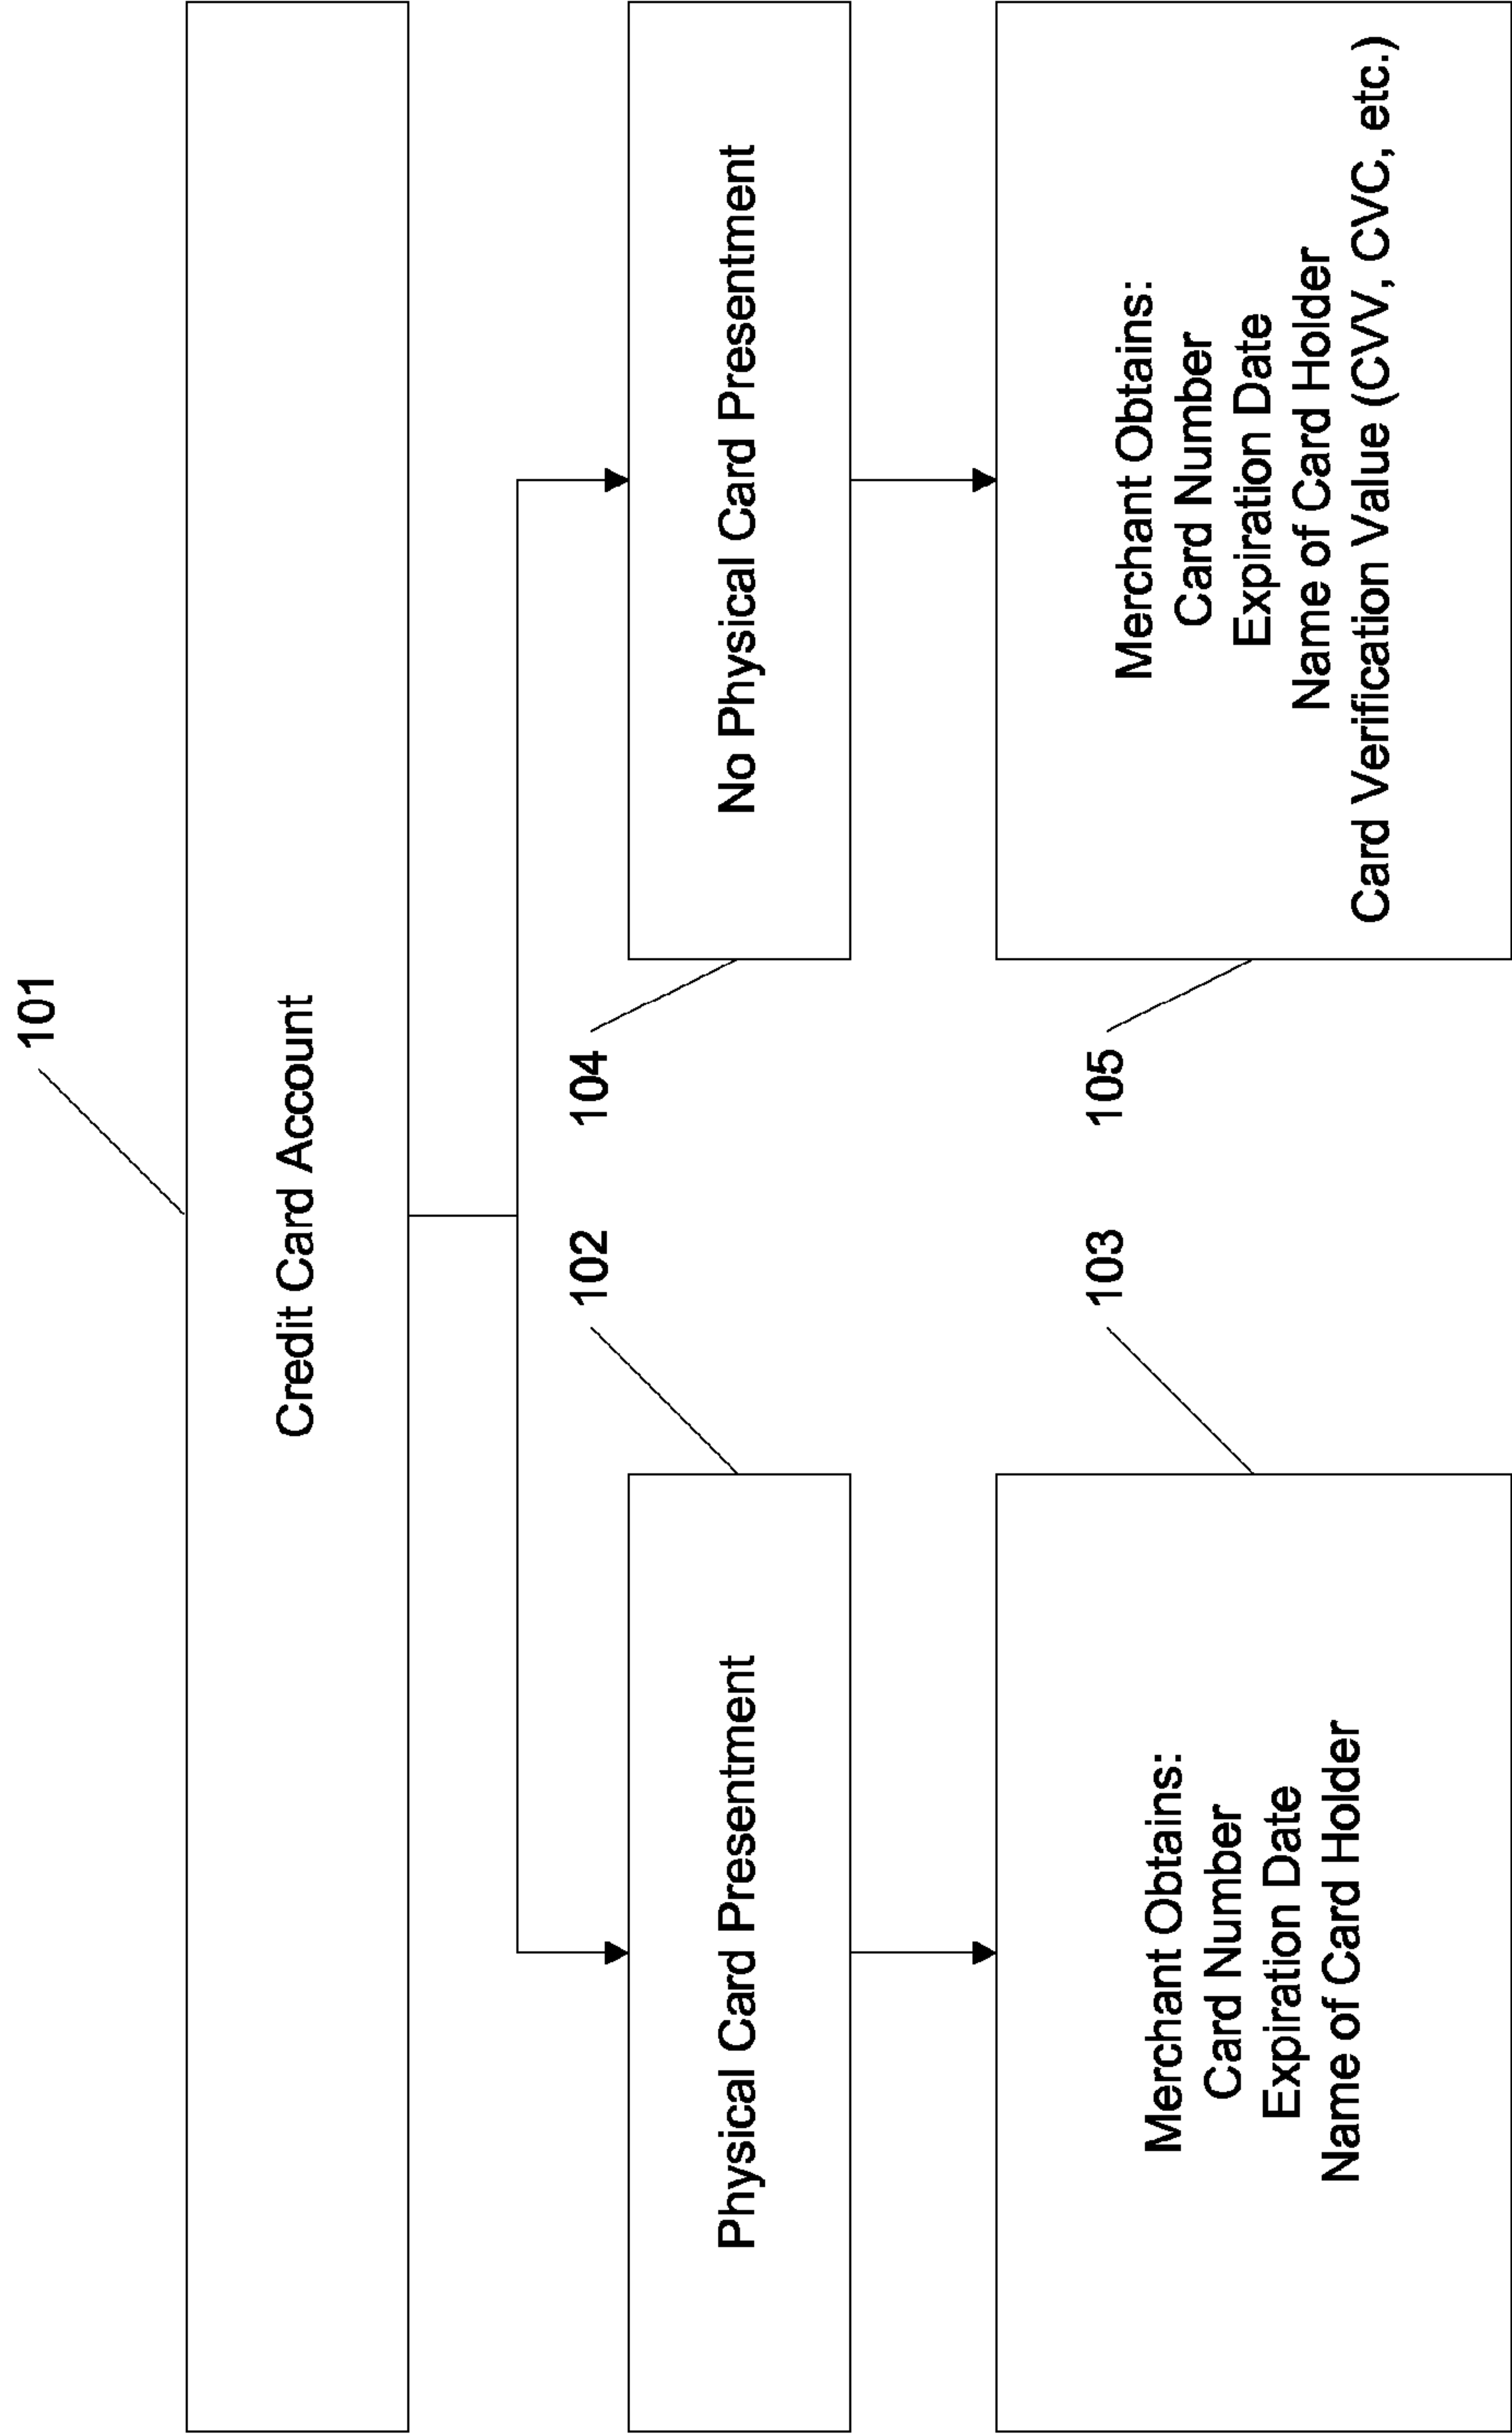 101
Credit Card Account
102
Physical Card Presentment
104
No Physical Card Presentment
103
Merchant Obtains:
Card Number
Expiration Date
Name of Card Holder
105
Merchant Obtains:
Card Number
Expiration Date
Name of Card Holder
Card Verification Value (CVV, CVC, etc.)